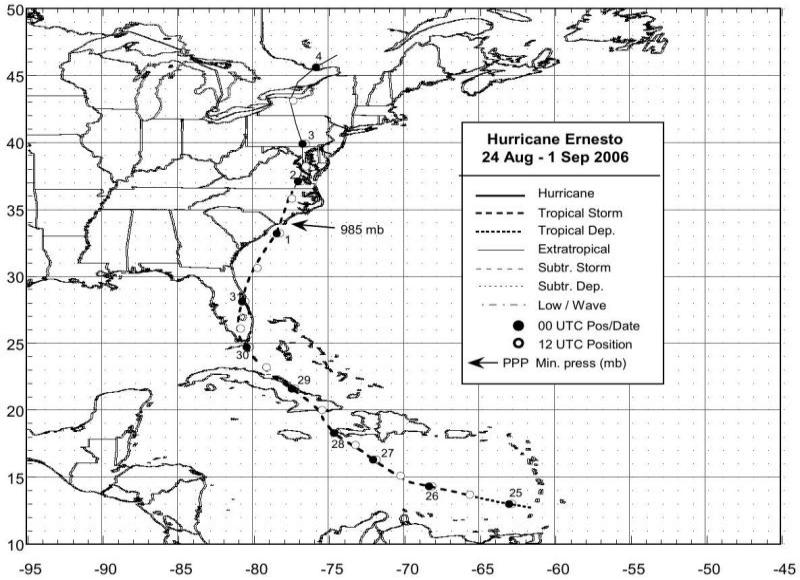 50
45
40
35
30
25
20
15
10
-95
-90
-85
-80
-75
-70
-65
-60
-55
-50
-45
4
3
2
1
985 mb
31
30
29
28
27
26
25
Hurricane Ernesto
24 Aug - 1 Sep 2006
Hurricane
Tropical Storm
Tropical Dep.
Extratropical
Subtr. Storm
Subtr. Dep.
Low / Wave
00 UTC Pos/Date
12 UTC Position
PPP Min. press (mb)